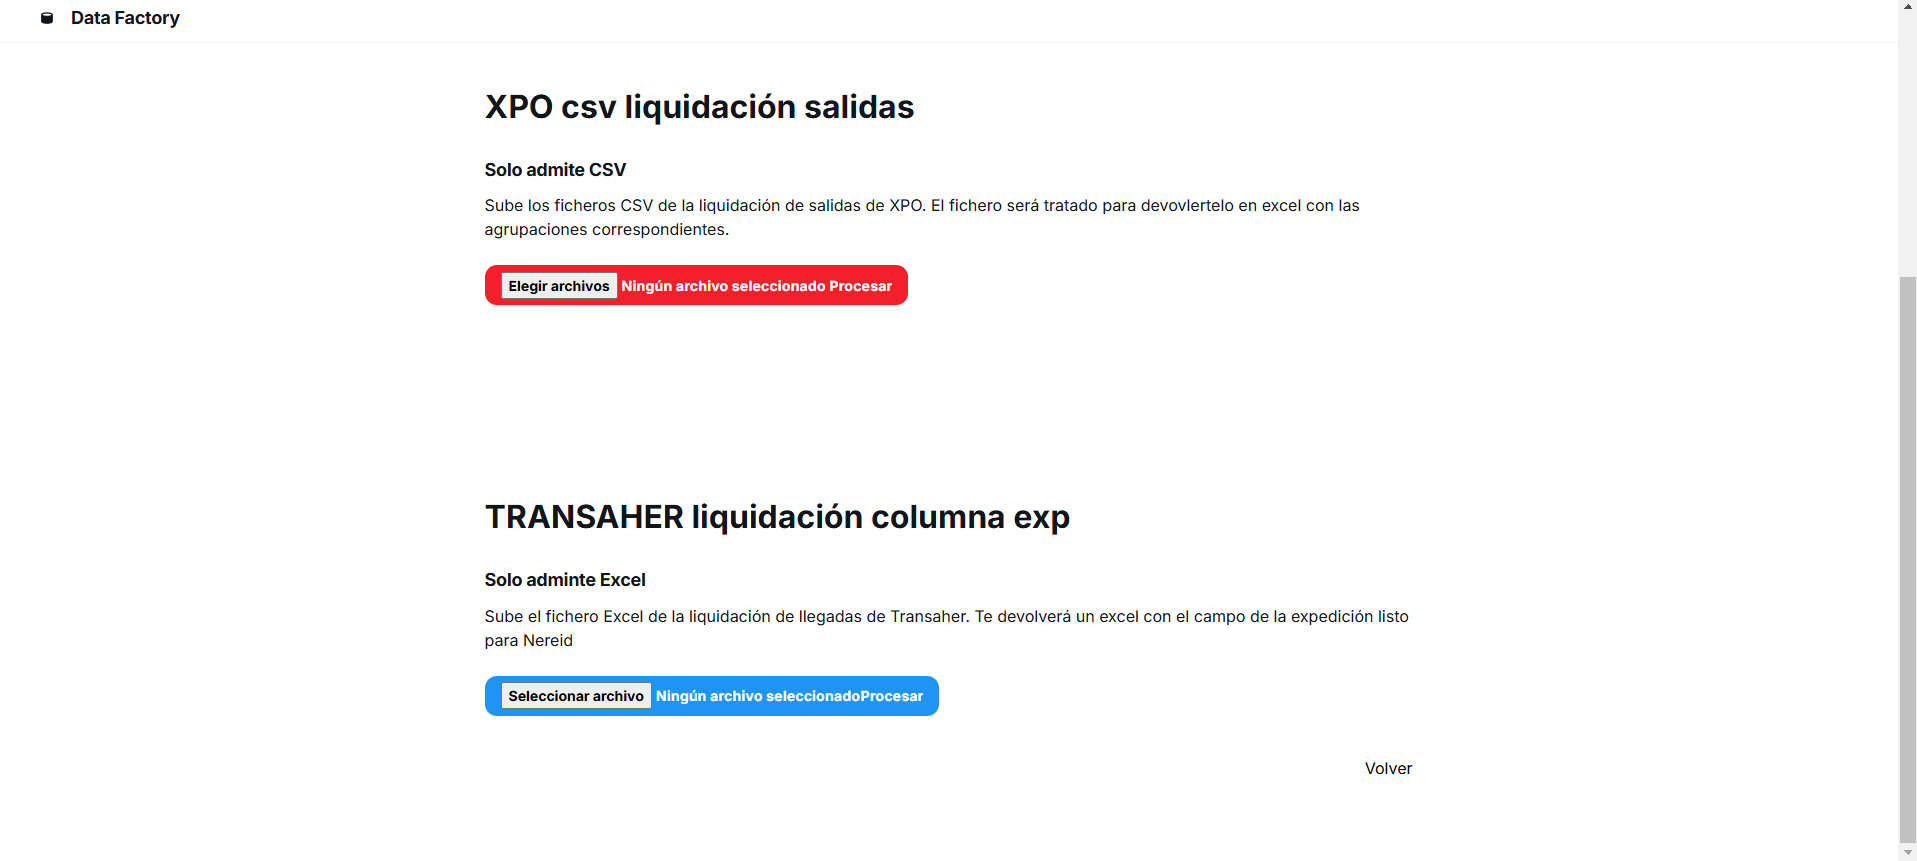 Data Factory
XPO csv liquidación salidas
Solo admite CSV
Sube los ficheros CSV de la liquidación de salidas de XPO. El fichero será tratado para devovlertelo en excel con las
agrupaciones correspondientes.
Elegir archivos Ningún archivo seleccionado Procesar
TRANSAHER liquidación columna exp
Solo adminte Excel
Sube el fichero Excel de la liquidación de llegadas de Transaher. Te devolverá un excel con el campo de la expedición listo
para Nereid
Seleccionar archivo Ningún archivo seleccionadoProcesar
Volver